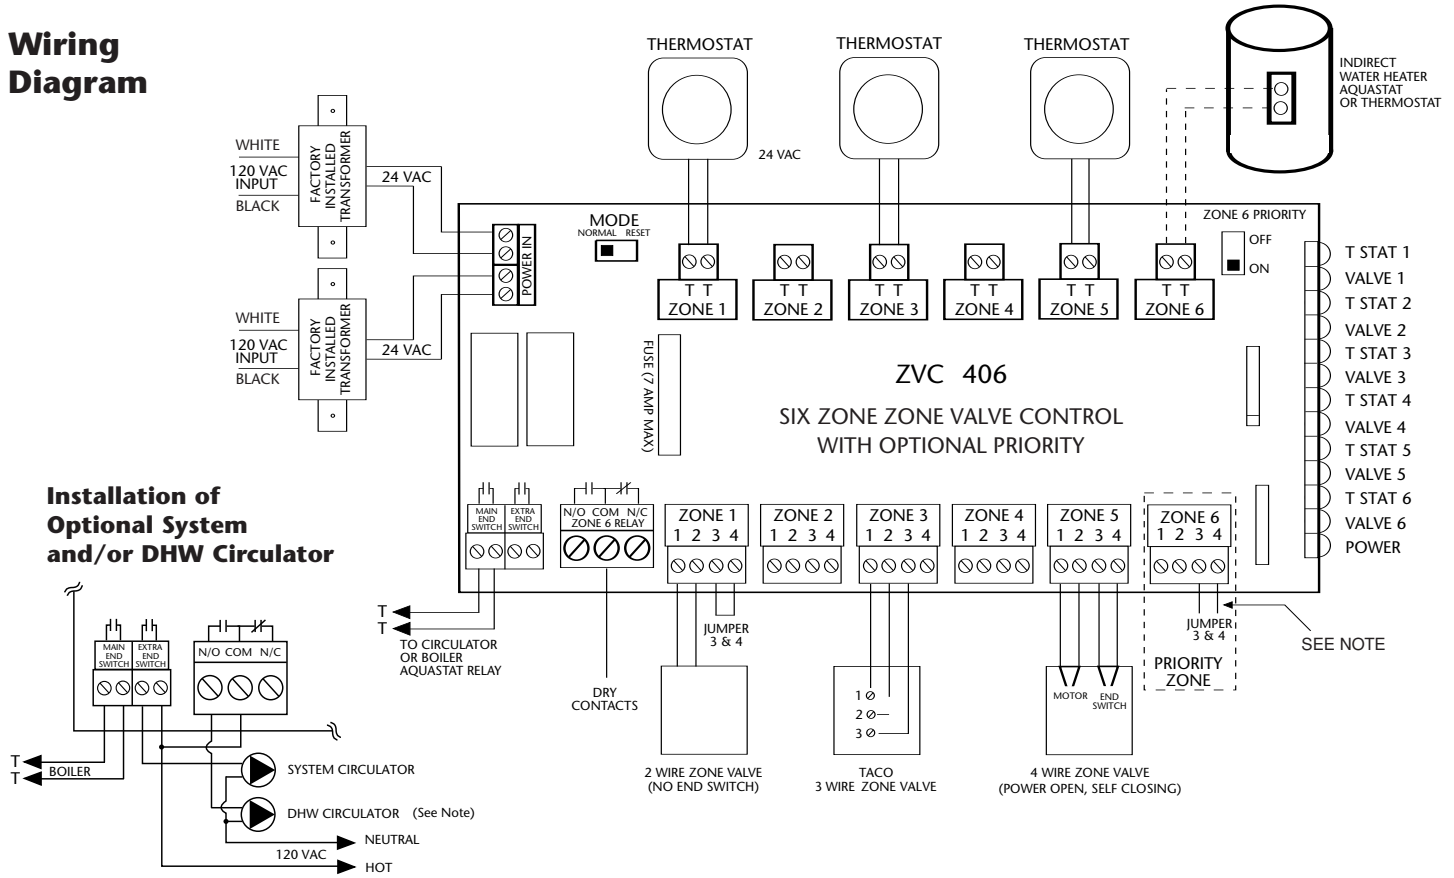 Wiring
Diagram
THERMOSTAT
THERMOSTAT
THERMOSTAT
INDIRECT
WATER HEATER
AQUASTAT
OR THERMOSTAT
24 VAC
WHITE
120 VAC
INPUT
BLACK
FACTORY
INSTALLED
TRANSFORMER
24 VAC
WHITE
120 VAC
INPUT
BLACK
FACTORY
INSTALLED
TRANSFORMER
24 VAC
POWER IN
MODE
NORMAL RESET
T T
ZONE 1
T T
ZONE 2
T T
ZONE 3
T T
ZONE 4
T T
ZONE 5
T T
ZONE 6
ZONE 6 PRIORITY
OFF
ON
T STAT 1
VALVE 1
T STAT 2
VALVE 2
T STAT 3
VALVE 3
T STAT 4
VALVE 4
T STAT 5
VALVE 5
T STAT 6
VALVE 6
POWER
FUSE (7 AMP MAX)
ZVC 406
SIX ZONE ZONE VALVE CONTROL
WITH OPTIONAL PRIORITY
MAIN
END
SWITCH
EXTRA
END
SWITCH
N/O COM N/C
ZONE 6 RELAY
ZONE 1
1 2 3 4
ZONE 2
1 2 3 4
ZONE 3
1 2 3 4
ZONE 4
1 2 3 4
ZONE 5
1 2 3 4
ZONE 6
1 2 3 4
T
T
TO CIRCULATOR
OR BOILER
AQUASTAT RELAY
DRY
CONTACTS
JUMPER
3 & 4
2 WIRE ZONE VALVE
(NO END SWITCH)
1
2
3
TACO
3 WIRE ZONE VALVE
MOTOR
END
SWITCH
4 WIRE ZONE VALVE
(POWER OPEN, SELF CLOSING)
JUMPER
3 & 4
PRIORITY
ZONE
SEE NOTE
Installation of
Optional System
and/or DHW Circulator
MAIN
END
SWITCH
EXTRA
END
SWITCH
N/O COM N/C
T
T
BOILER
SYSTEM CIRCULATOR
DHW CIRCULATOR (See Note)
NEUTRAL
120 VAC
HOT